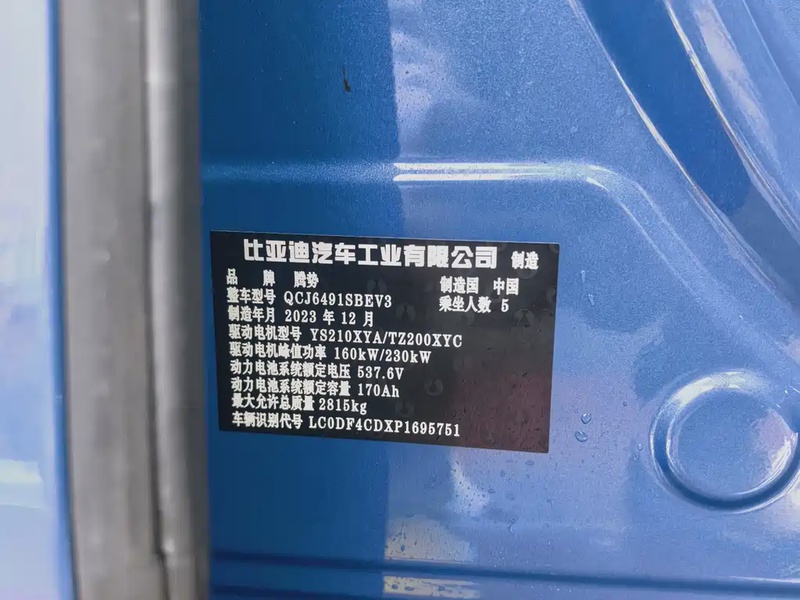 比亚迪汽车工业有限公司 制造
品 牌 腾势 制造国 中国
整车型号 QCJ6491SBEV3 乘坐人数 5
制造年月 2023 年 12 月
驱动电机型号 YS210XYA/TZ200XYC
驱动电机峰值功率 160kW/230kW
动力电池系统额定电压 537.6V
动力电池系统额定容量 170Ah
最大允许总质量 2815kg
车辆识别代号 LC0DF4CDXP1695751